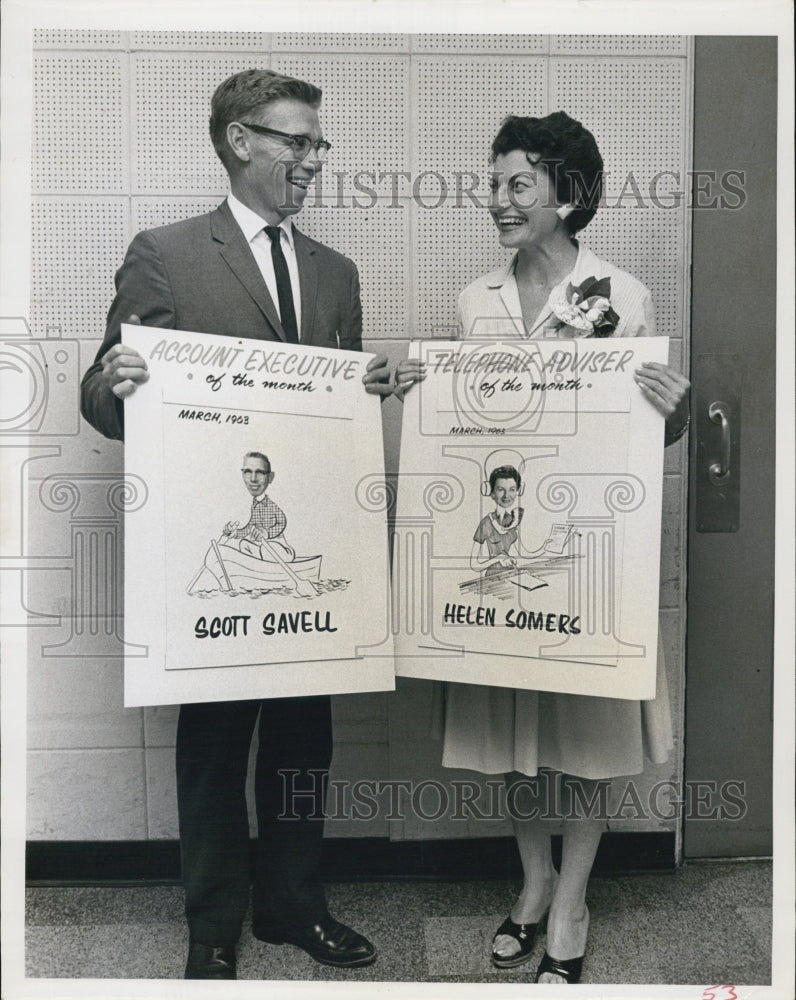 ACCOUNT EXECUTIVE
• of the month •
MARCH, 1963
SCOTT SAVELL
TELEPHONE ADVISER
• of the month •
MARCH, 1963
HELEN SOMERS
HISTORIC IMAGES
HISTORIC IMAGES
53